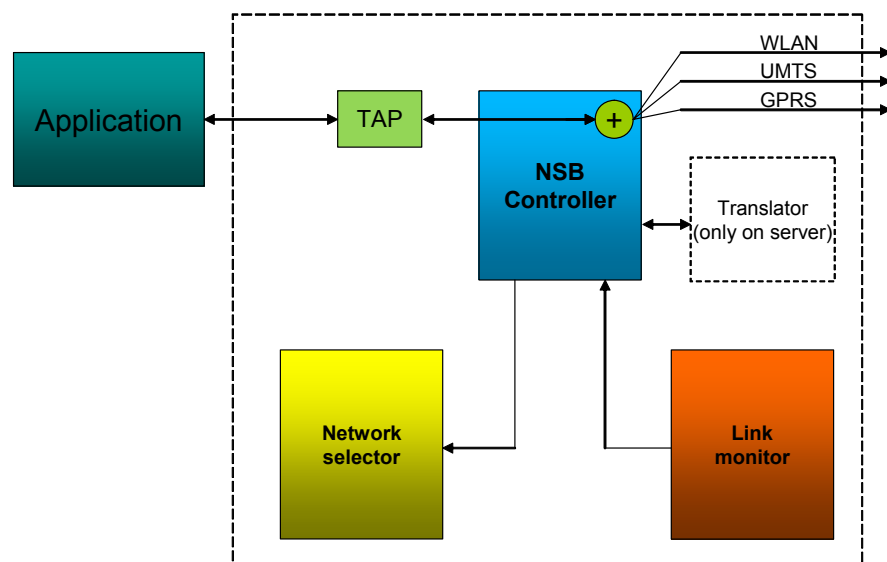 WLAN
UMTS
GPRS
Application
TAP
+
NSB
Controller
Translator
(only on server)
Network
selector
Link
monitor